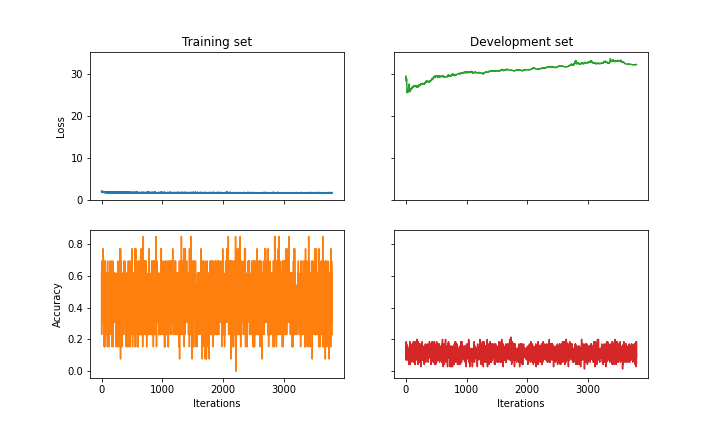 Training set
Development set
Loss
30
20
10
0
Accuracy
0.8
0.6
0.4
0.2
0.0
0 1000 2000 3000
0 1000 2000 3000
Iterations
Iterations